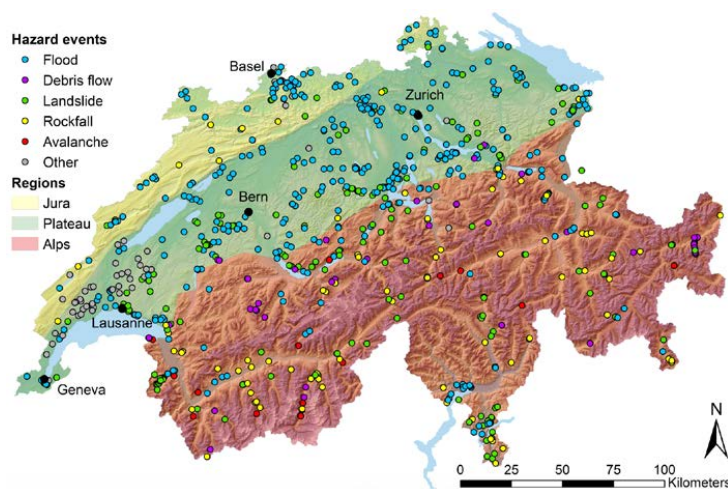 Hazard events
Flood
Debris flow
Landslide
Rockfall
Avalanche
Other
Regions
Jura
Plateau
Alps
Basel
Zurich
Bern
Lausanne
Geneva
N
0 25 50 75 100
Kilometers